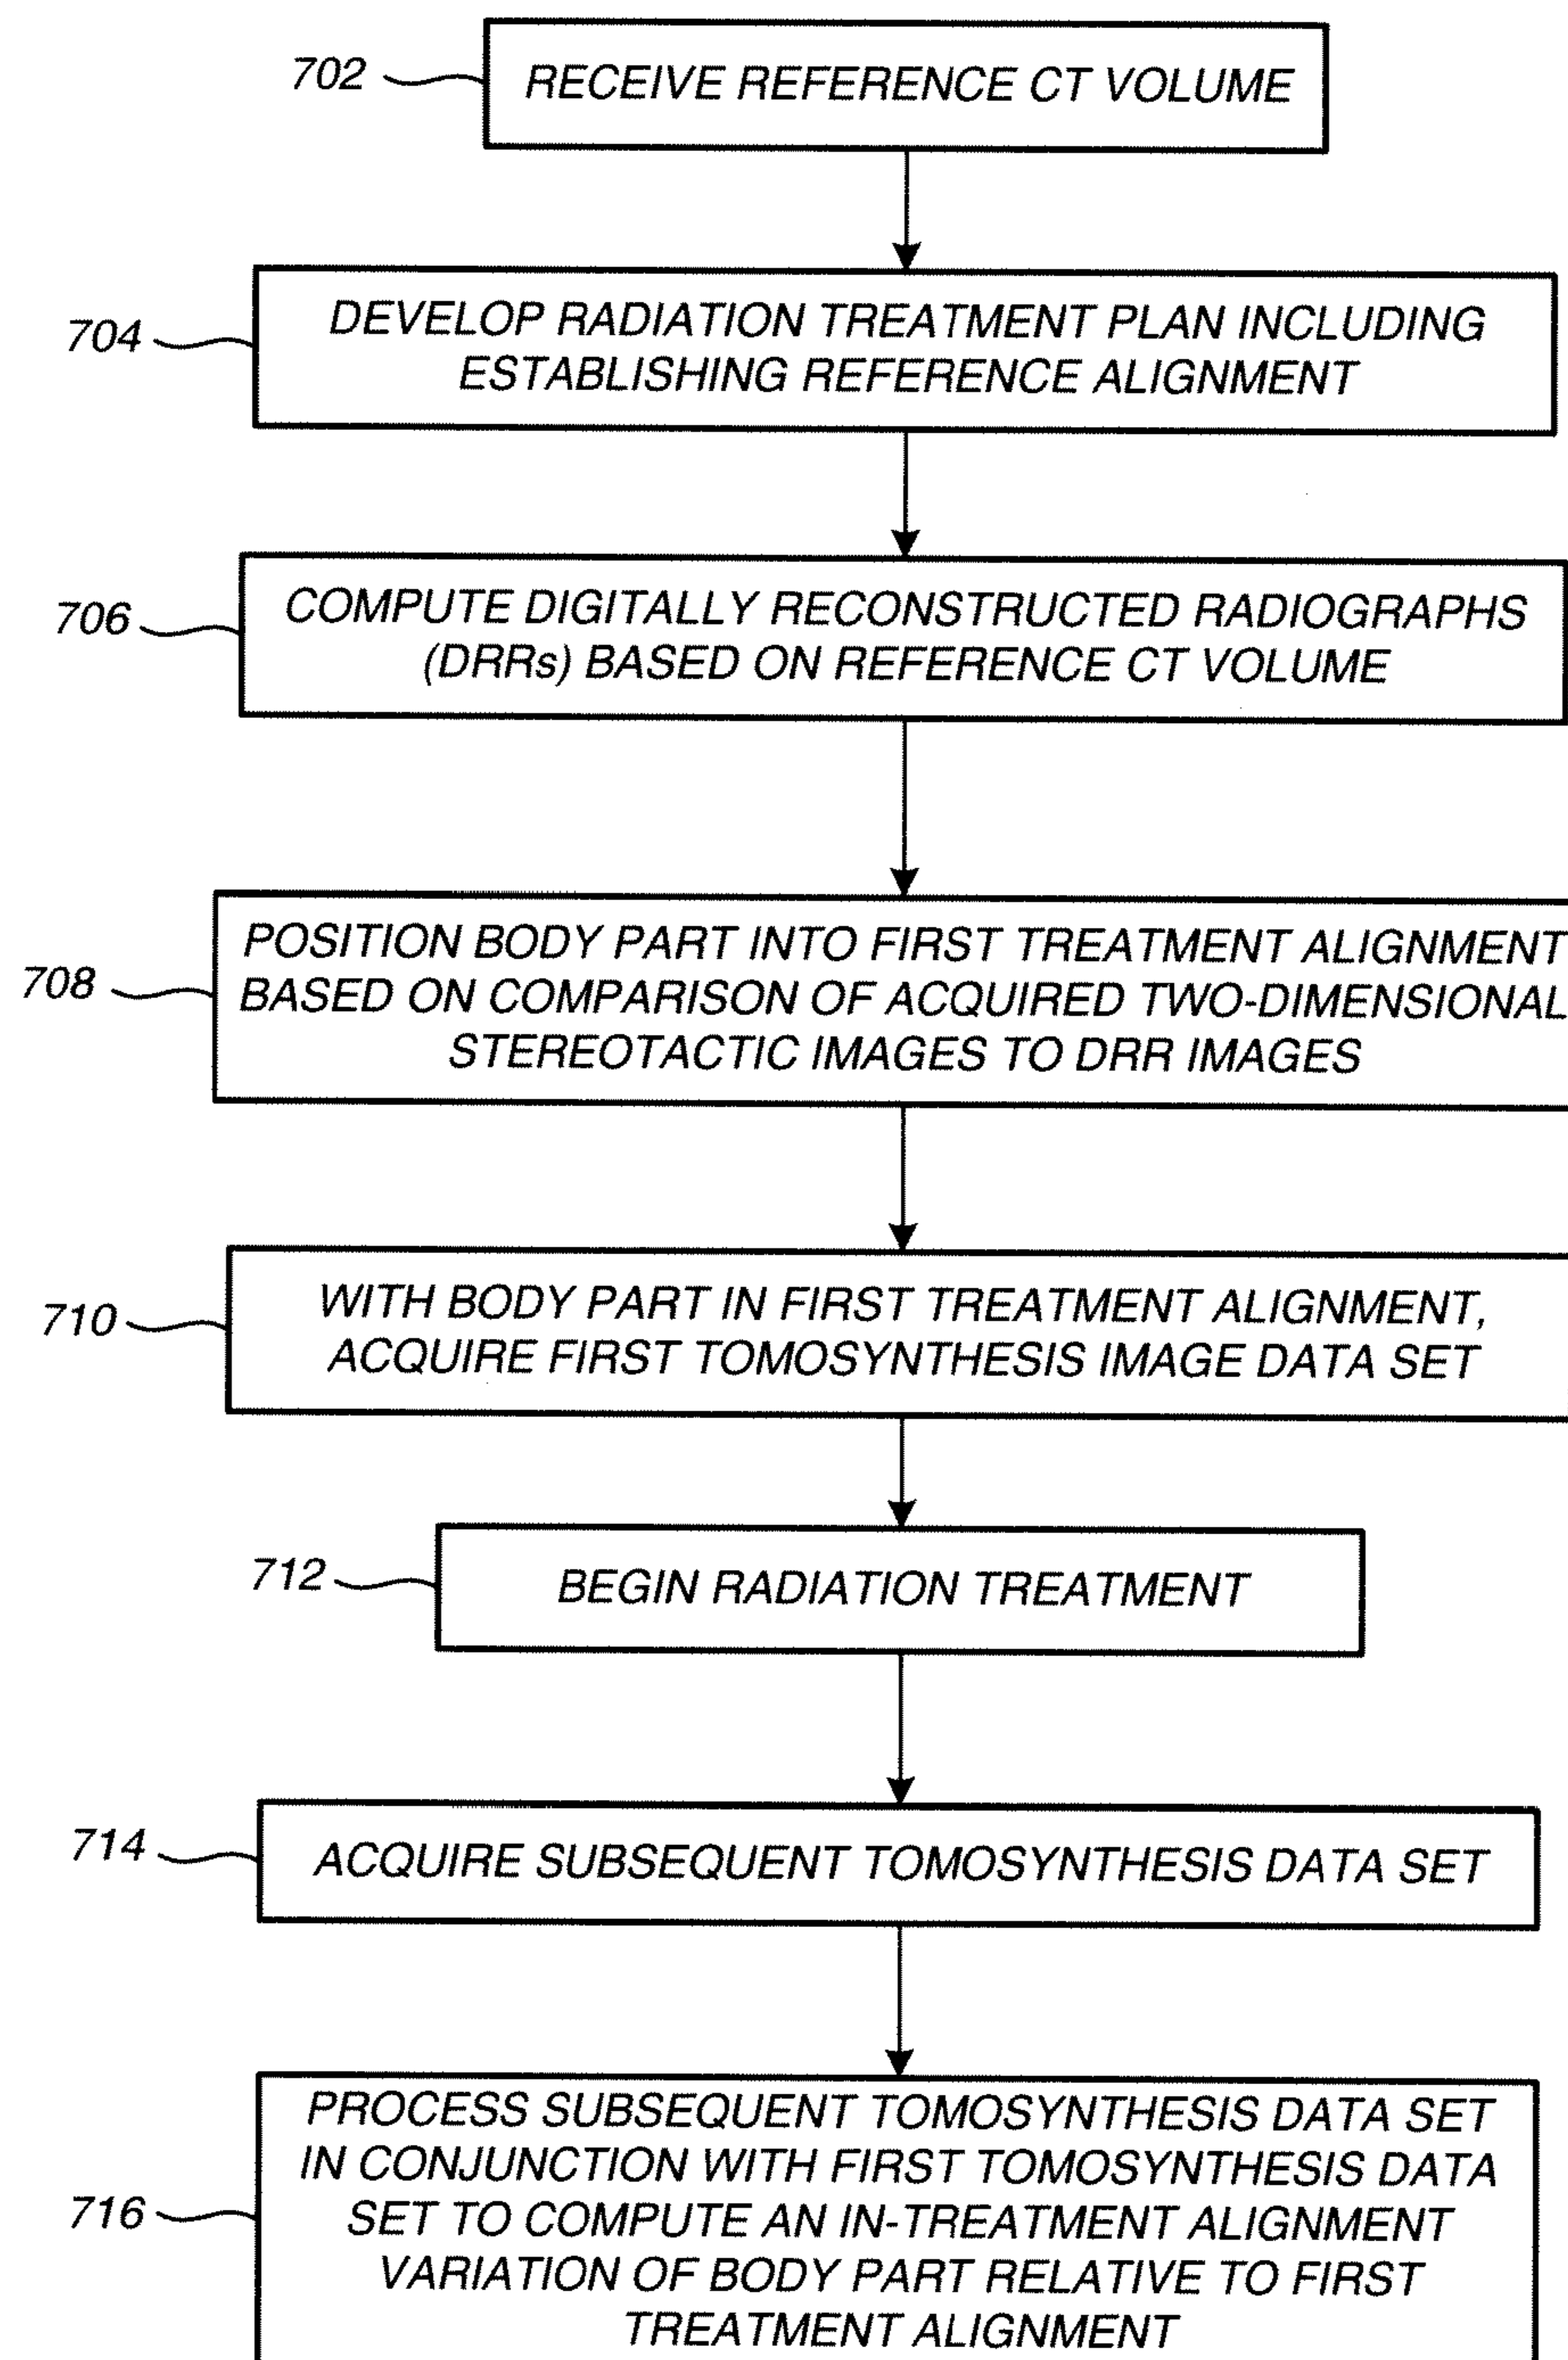 702
RECEIVE REFERENCE CT VOLUME
704
DEVELOP RADIATION TREATMENT PLAN INCLUDING
ESTABLISHING REFERENCE ALIGNMENT
706
COMPUTE DIGITALLY RECONSTRUCTED RADIOGRAPHS
(DRRs) BASED ON REFERENCE CT VOLUME
708
POSITION BODY PART INTO FIRST TREATMENT ALIGNMENT
BASED ON COMPARISON OF ACQUIRED TWO-DIMENSIONAL
STEREOTACTIC IMAGES TO DRR IMAGES
710
WITH BODY PART IN FIRST TREATMENT ALIGNMENT,
ACQUIRE FIRST TOMOSYNTHESIS IMAGE DATA SET
712
BEGIN RADIATION TREATMENT
714
ACQUIRE SUBSEQUENT TOMOSYNTHESIS DATA SET
716
PROCESS SUBSEQUENT TOMOSYNTHESIS DATA SET
IN CONJUNCTION WITH FIRST TOMOSYNTHESIS DATA
SET TO COMPUTE AN IN-TREATMENT ALIGNMENT
VARIATION OF BODY PART RELATIVE TO FIRST
TREATMENT ALIGNMENT